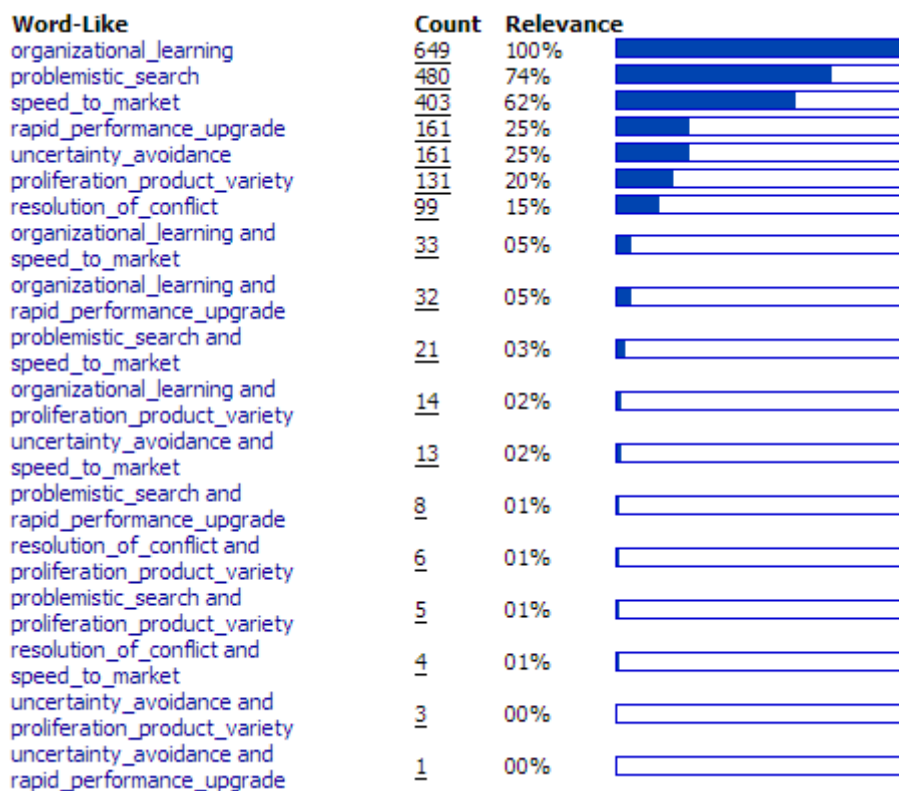 Word-Like Count Relevance
organizational_learning 649 100%
problemistic_search 480 74%
speed_to_market 403 62%
rapid_performance_upgrade 161 25%
uncertainty_avoidance 161 25%
proliferation_product_variety 131 20%
resolution_of_conflict 99 15%
organizational_learning and
speed_to_market 33 05%
organizational_learning and
rapid_performance_upgrade 32 05%
problemistic_search and
speed_to_market 21 03%
organizational_learning and
proliferation_product_variety 14 02%
uncertainty_avoidance and
speed_to_market 13 02%
problemistic_search and
rapid_performance_upgrade 8 01%
resolution_of_conflict and
proliferation_product_variety 6 01%
problemistic_search and
proliferation_product_variety 5 01%
resolution_of_conflict and
speed_to_market 4 01%
uncertainty_avoidance and
proliferation_product_variety 3 00%
uncertainty_avoidance and
rapid_performance_upgrade 1 00%